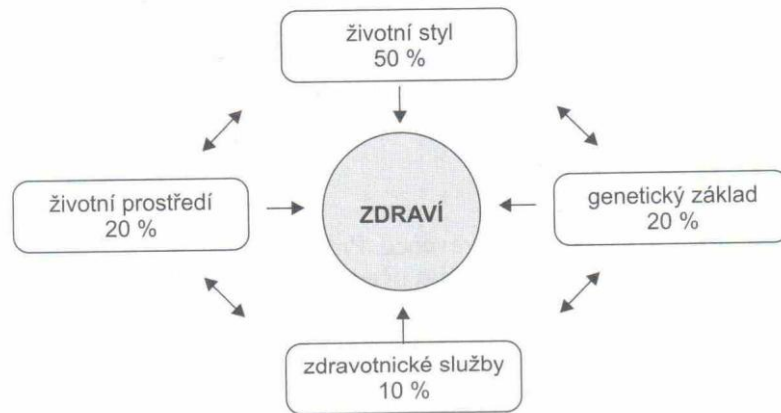 životní styl
50 %
životní prostředí
20 %
ZDRAVÍ
genetický základ
20 %
zdravotnické služby
10 %